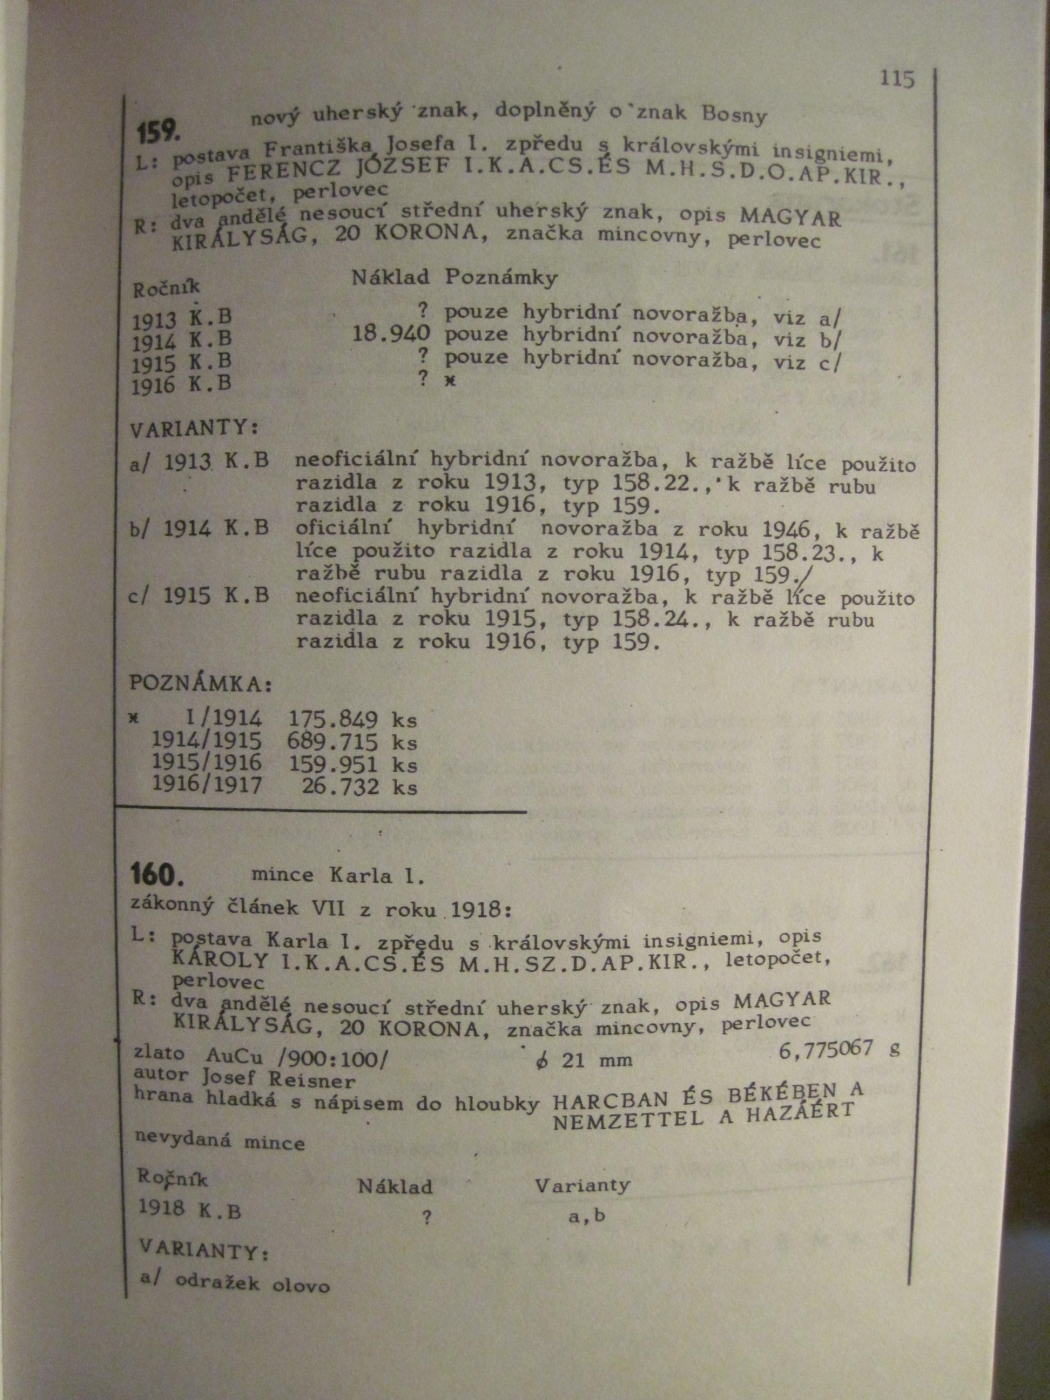 115
159. nový uherský znak, doplněný o znak Bosny
L: postava Františka Josefa I. zpředu s královskými insigniemi,
opis FERENCZ JÓZSEF I.K.A.CS.ÉS M.H.S.D.O.AP.KIR.,
letopočet, perlovec
R: dva andělé nesoucí střední uherský znak, opis MAGYAR
KIRÁLYSÁG, 20 KORONA, značka mincovny, perlovec
Ročník Náklad Poznámky
1913 K.B ? pouze hybridní novoražba, viz a/
1914 K.B 18.940 pouze hybridní novoražba, viz b/
1915 K.B ? pouze hybridní novoražba, viz c/
1916 K.B ? ж
VARIANTY:
a/ 1913 K.B neoficiální hybridní novoražba, k ražbě líce použito
razidla z roku 1913, typ 158.22., k ražbě rubu
razidla z roku 1916, typ 159.
b/ 1914 K.B oficiální hybridní novoražba z roku 1946, k ražbě
líce použito razidla z roku 1914, typ 158.23., k
ražbě rubu razidla z roku 1916, typ 159./
c/ 1915 K.B neoficiální hybridní novoražba, k ražbě líce použito
razidla z roku 1915, typ 158.24., k ražbě rubu
razidla z roku 1916, typ 159.
POZNÁMKA:
ж I/1914 175.849 ks
1914/1915 689.715 ks
1915/1916 159.951 ks
1916/1917 26.732 ks
160. mince Karla I.
zákonný článek VII z roku 1918:
L: postava Karla I. zpředu s královskými insigniemi, opis
KÁROLY I.K.A.CS.ÉS M.H.SZ.D.AP.KIR., letopočet,
perlovec
R: dva andělé nesoucí střední uherský znak, opis MAGYAR
KIRÁLYSÁG, 20 KORONA, značka mincovny, perlovec
zlato AuCu /900:100/ ϕ 21 mm 6,775067 g
autor Josef Reisner
hrana hladká s nápisem do hloubky HARCBAN ÉS BÉKÉBEN A
NEMZETTEL A HAZÁÉRT
nevydaná mince
Ročník Náklad Varianty
1918 K.B ? a,b
VARIANTY:
a/ odražek olovo